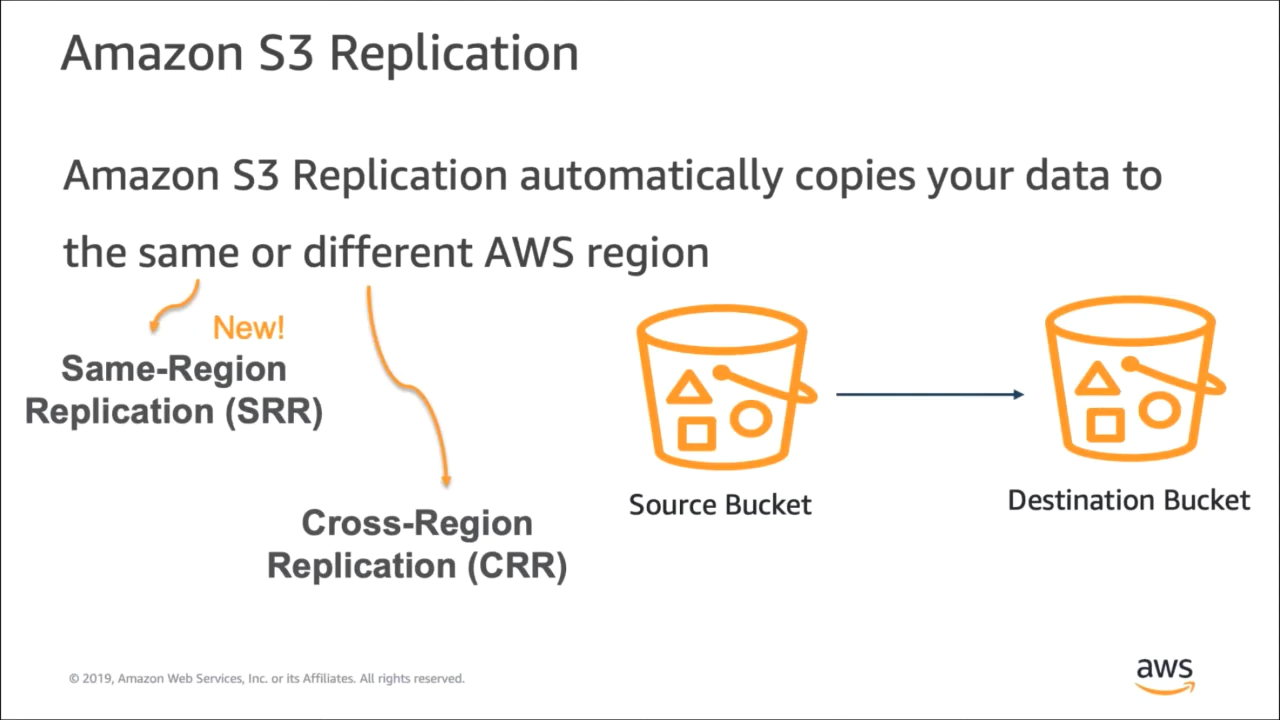 Amazon S3 Replication
Amazon S3 Replication automatically copies your data to
the same or different AWS region
New!
Same-Region
Replication (SRR)
Cross-Region
Replication (CRR)
Source Bucket
Destination Bucket
© 2019, Amazon Web Services, Inc. or its Affiliates. All rights reserved.
aws